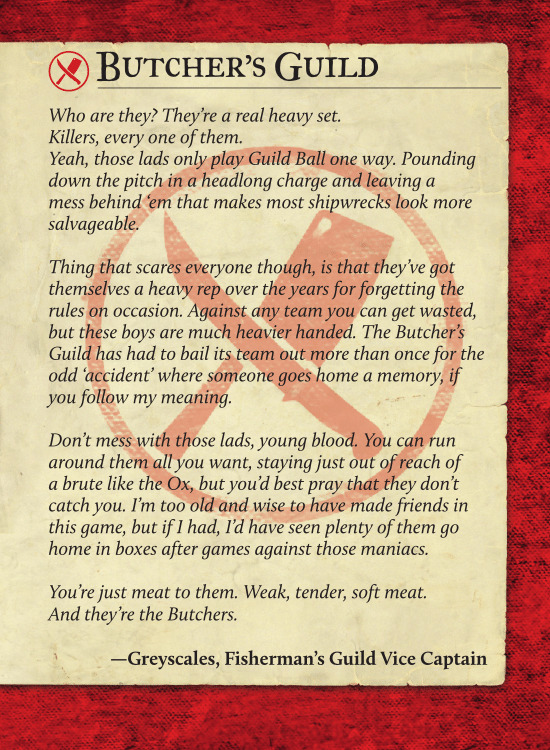 Butcher's Guild
Who are they? They're a real heavy set.
Killers, every one of them.
Yeah, those lads only play Guild Ball one way. Pounding
down the pitch in a headlong charge and leaving a
mess behind 'em that makes most shipwrecks look more
salvageable.
Thing that scares everyone though, is that they've got
themselves a heavy rep over the years for forgetting the
rules on occasion. Against any team you can get wasted,
but these boys are much heavier handed. The Butcher's
Guild has had to bail its team out more than once for the
odd 'accident' where someone goes home a memory, if
you follow my meaning.
Don't mess with those lads, young blood. You can run
around them all you want, staying just out of reach of
a brute like the Ox, but you'd best pray that they don't
catch you. I'm too old and wise to have made friends in
this game, but if I had, I'd have seen plenty of them go
home in boxes after games against those maniacs.
You're just meat to them. Weak, tender, soft meat.
And they're the Butchers.
—Greyscales, Fisherman's Guild Vice Captain